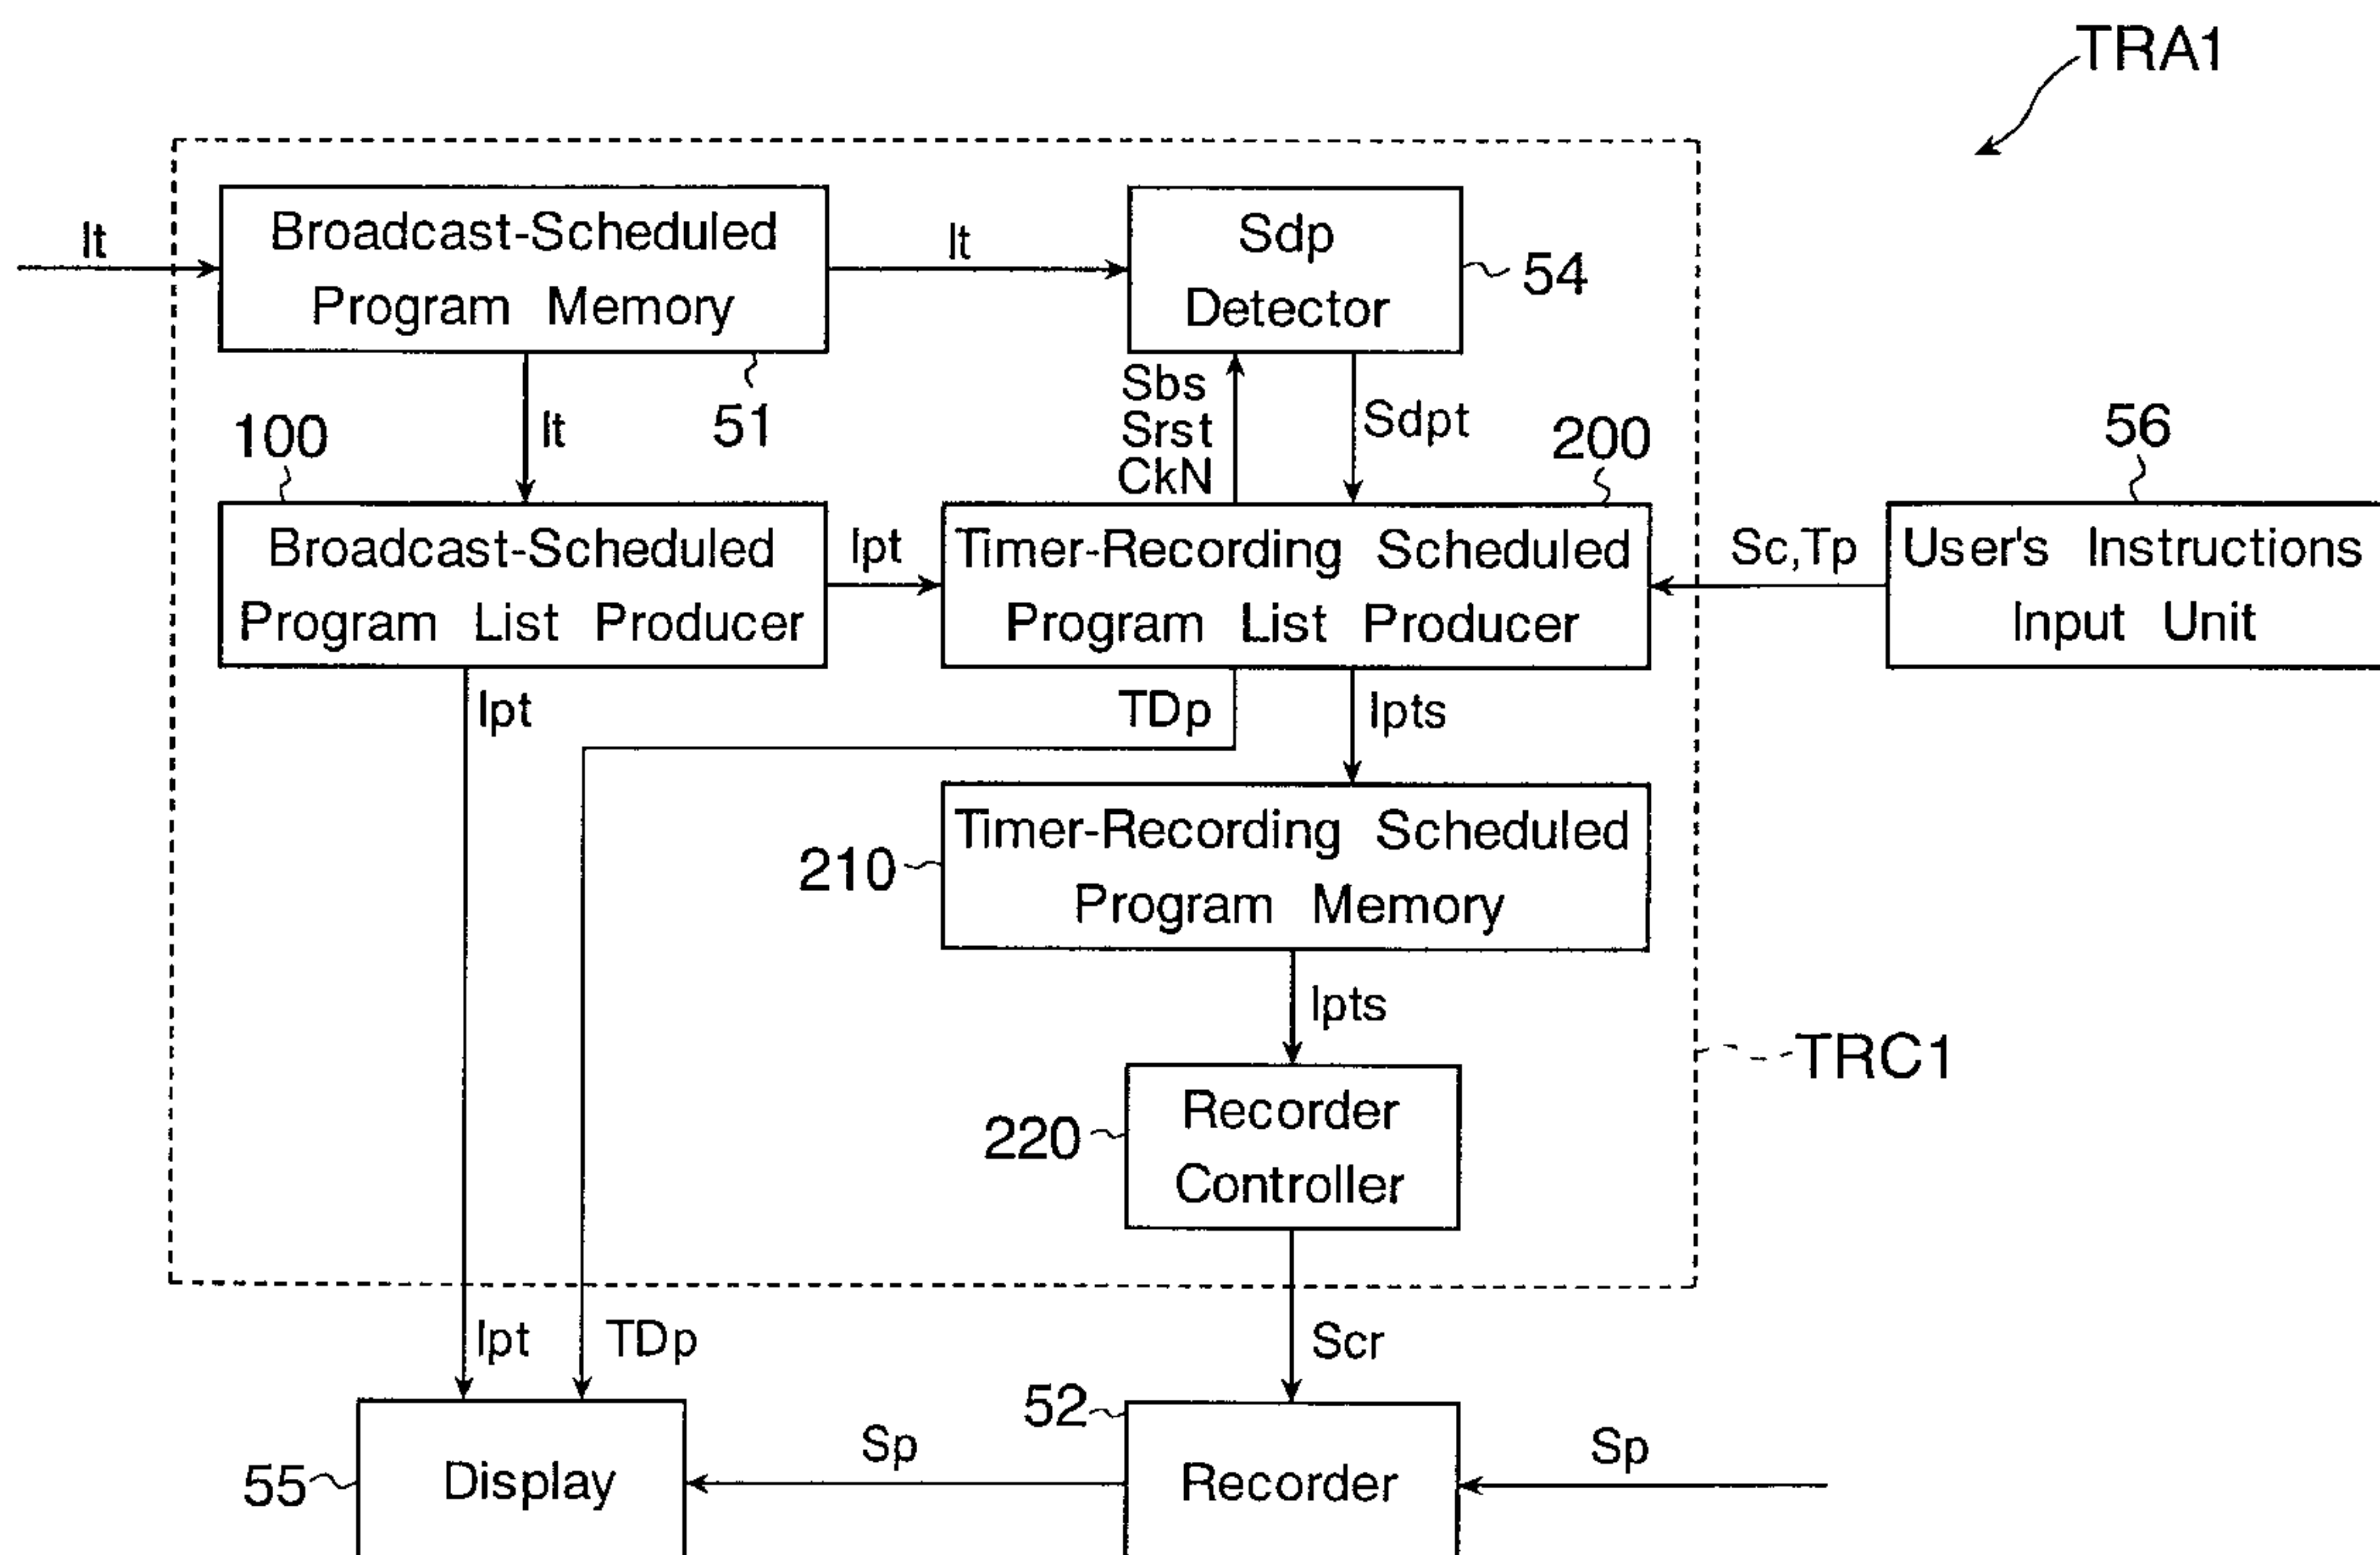 TRA1
It
Broadcast-Scheduled
Program Memory
It
Sdp
Detector
54
51
It
Sbs
Srst
CkN
Sdpt
100
200
56
Broadcast-Scheduled
Program List Producer
Ipt
Timer-Recording Scheduled
Program List Producer
Sc,Tp
User's Instructions
Input Unit
Ipt
TDp
Ipts
210
Timer-Recording Scheduled
Program Memory
Ipts
TRC1
220
Recorder
Controller
Ipt
TDp
Scr
55
Display
Sp
52
Recorder
Sp